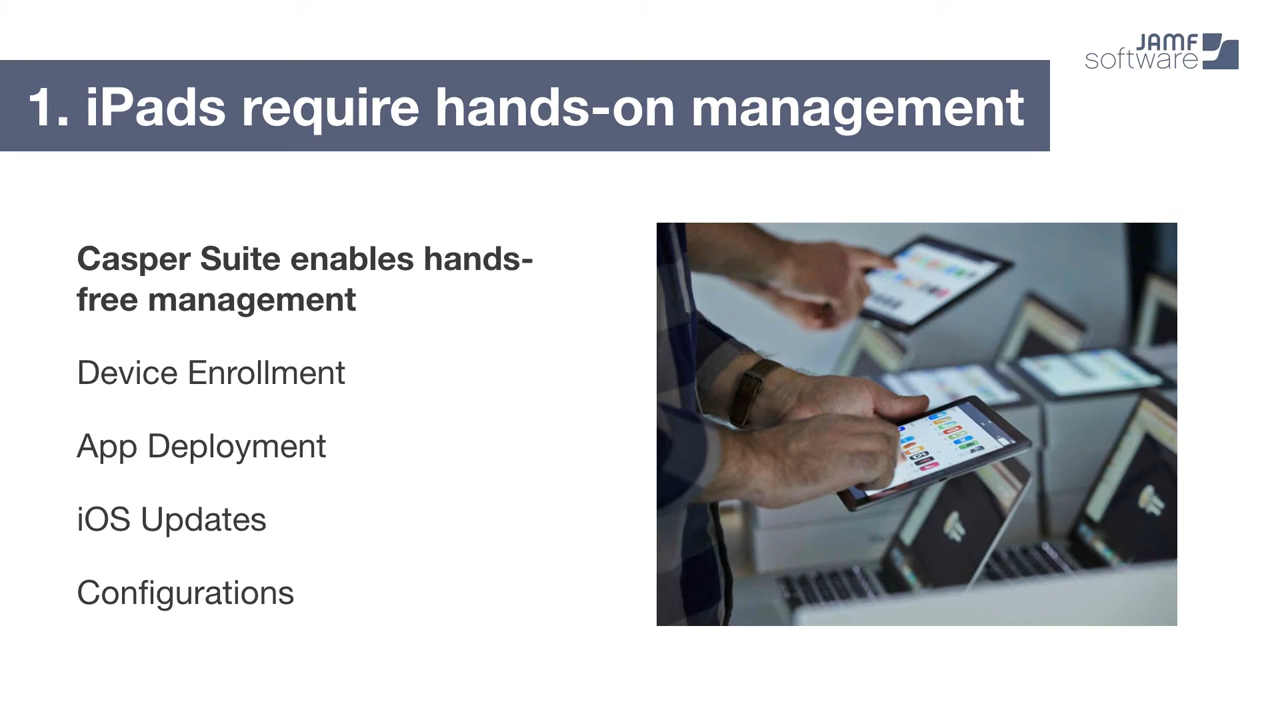 JAMF
software
1. iPads require hands-on management
Casper Suite enables hands-
free management
Device Enrollment
App Deployment
iOS Updates
Configurations